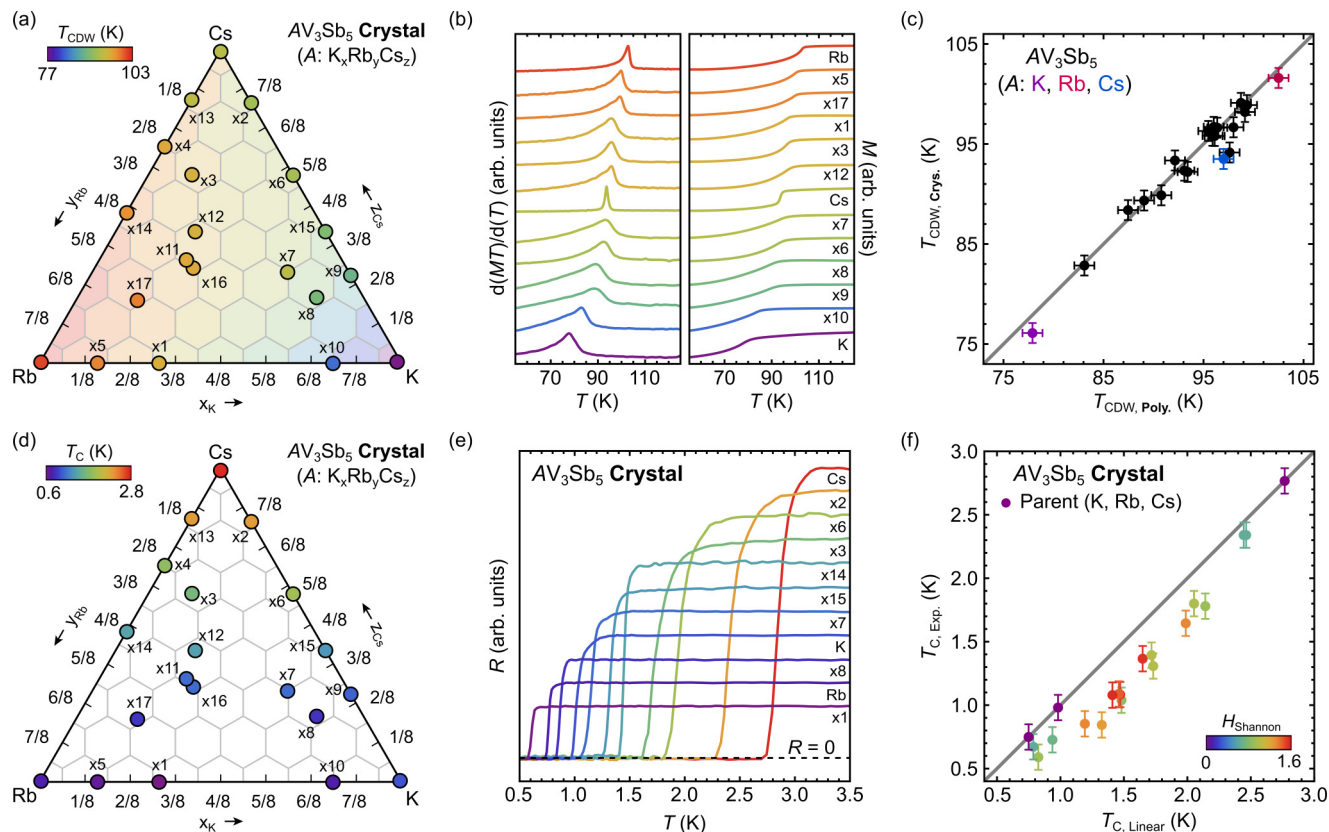 (a)
T_CDW (K)
77 103
AV₃Sb₅ Crystal
(A: KₓRb_yCs_z)
Cs
1/8 7/8
x13 x2
2/8 6/8
x4
3/8 x3 x6 5/8
y_Rb z_Cs
4/8 x12 4/8
x14 x15
5/8 x11 x7 3/8
6/8 x16 x9 2/8
x17 x8
7/8 1/8
x5 x1 x10
Rb K
1/8 2/8 3/8 4/8 5/8 6/8 7/8
x_K →
(b)
d(MT)/d(T) (arb. units)
M (arb. units)
Rb
x5
x17
x1
x3
x12
Cs
x7
x6
x8
x9
x10
K
70 90 110 70 90 110
T (K) T (K)
(c)
AV₃Sb₅
(A: K, Rb, Cs)
T_CDW, Crys. (K)
105
95
85
75
75 85 95 105
T_CDW, Poly. (K)
(d)
T_C (K)
0.6 2.8
AV₃Sb₅ Crystal
(A: KₓRb_yCs_z)
Cs
1/8 7/8
x13 x2
2/8 6/8
x4
3/8 x3 x6 5/8
y_Rb z_Cs
4/8 x12 4/8
x14 x15
5/8 x11 x7 3/8
6/8 x16 x9 2/8
x17 x8
7/8 1/8
x5 x1 x10
Rb K
1/8 2/8 3/8 4/8 5/8 6/8 7/8
x_K →
(e)
AV₃Sb₅ Crystal
R (arb. units)
Cs
x2
x6
x3
x14
x15
x7
K
x8
Rb
x1
R = 0
0.5 1.0 1.5 2.0 2.5 3.0 3.5
T (K)
(f)
AV₃Sb₅ Crystal
Parent (K, Rb, Cs)
T_C, Exp. (K)
3.0
2.5
2.0
1.5
1.0
0.5
H_Shannon
0 1.6
0.5 1.0 1.5 2.0 2.5 3.0
T_C, Linear (K)